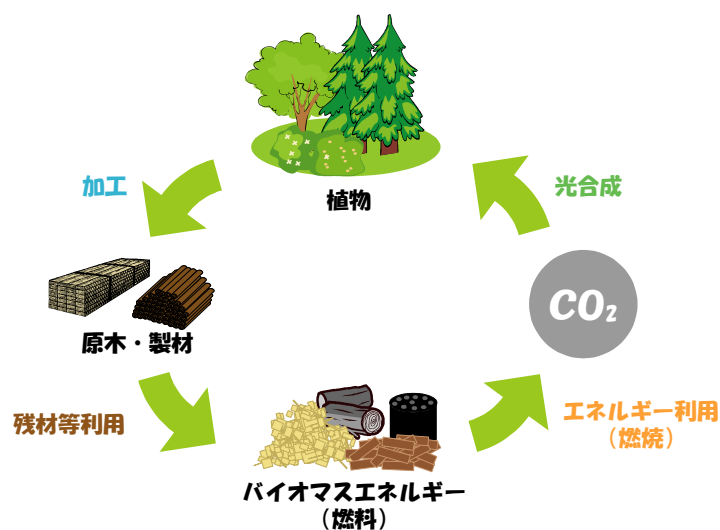 植物
加工
光合成
原木・製材
CO₂
残材等利用
エネルギー利用
（燃焼）
バイオマスエネルギー
（燃料）